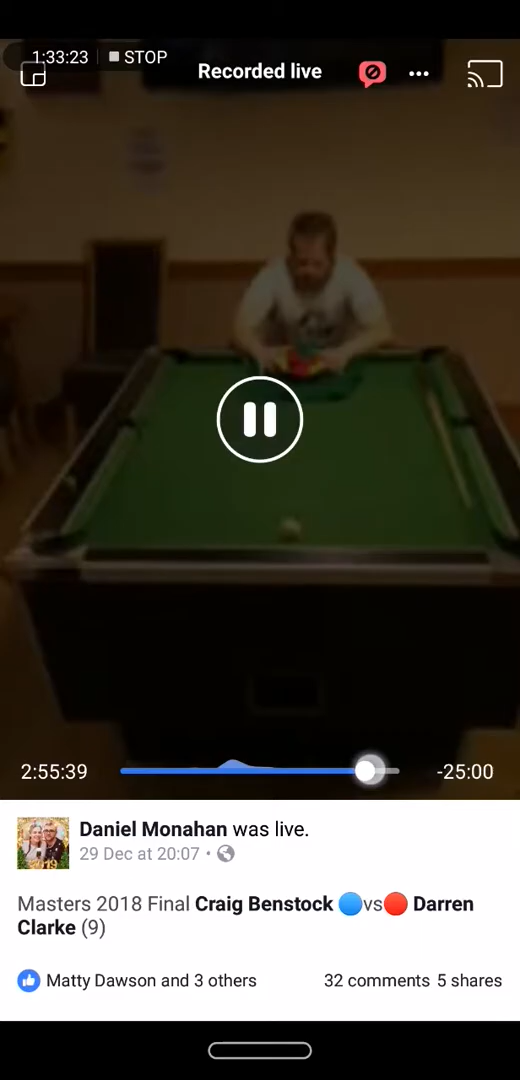 1:33:23 STOP
Recorded live
2:55:39 -25:00
Daniel Monahan was live.
29 Dec at 20:07 •
Masters 2018 Final Craig Benstock 🔵vs🔴 Darren
Clarke (9)
Matty Dawson and 3 others 32 comments 5 shares